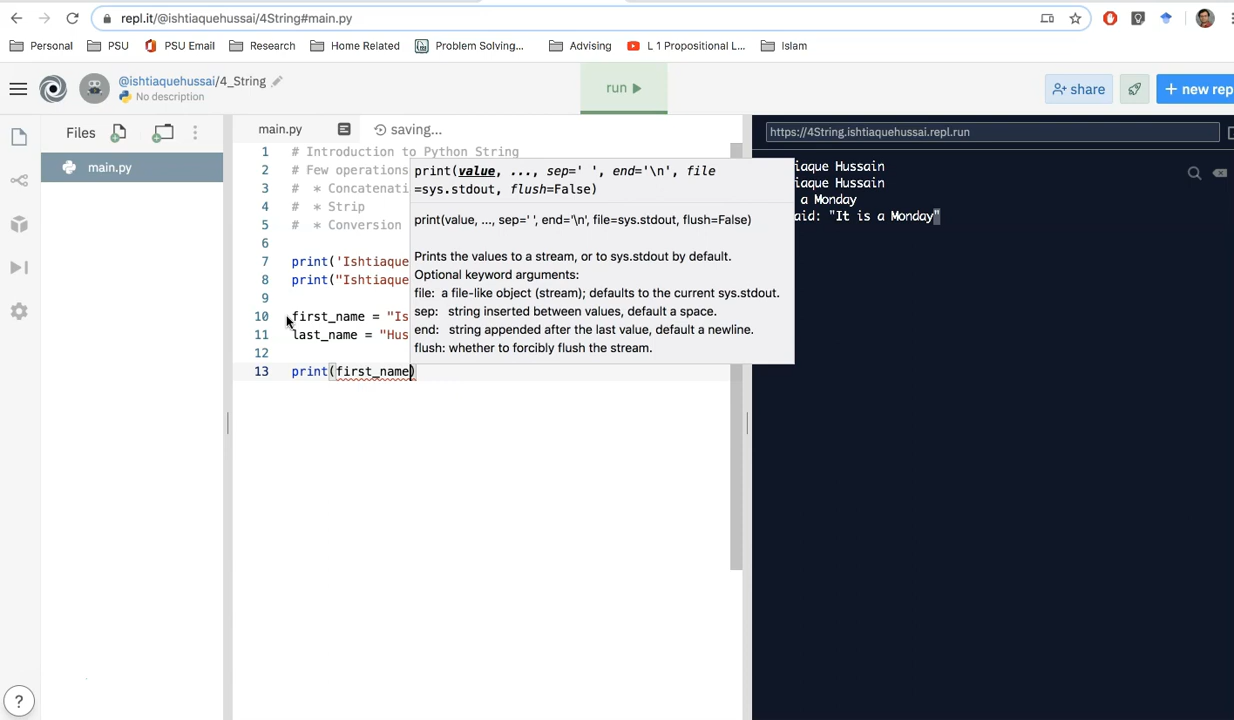 repl.it/@ishtiaquehussai/4String#main.py
Personal PSU PSU Email Research Home Related Problem Solving... Advising L 1 Propositional L... Islam
@ishtiaquehussai/4_String
No description
run
share
+ new rep
Files
main.py
main.py
saving...
1 # Introduction to Python String
2 # Few operations
3 # * Concatenati
4 # * Strip
5 # * Conversion
6
7 print('Ishtiaque
8 print("Ishtiaque
9
10 first_name = "Is
11 last_name = "Hus
12
13 print(first_name)
print(value, ..., sep=' ', end='\n', file
=sys.stdout, flush=False)
print(value, ..., sep=' ', end='\n', file=sys.stdout, flush=False)
Prints the values to a stream, or to sys.stdout by default.
Optional keyword arguments:
file: a file-like object (stream); defaults to the current sys.stdout.
sep: string inserted between values, default a space.
end: string appended after the last value, default a newline.
flush: whether to forcibly flush the stream.
https://4String.ishtiaquehussai.repl.run
iaque Hussain
iaque Hussain
a Monday
aid: "It is a Monday"
?